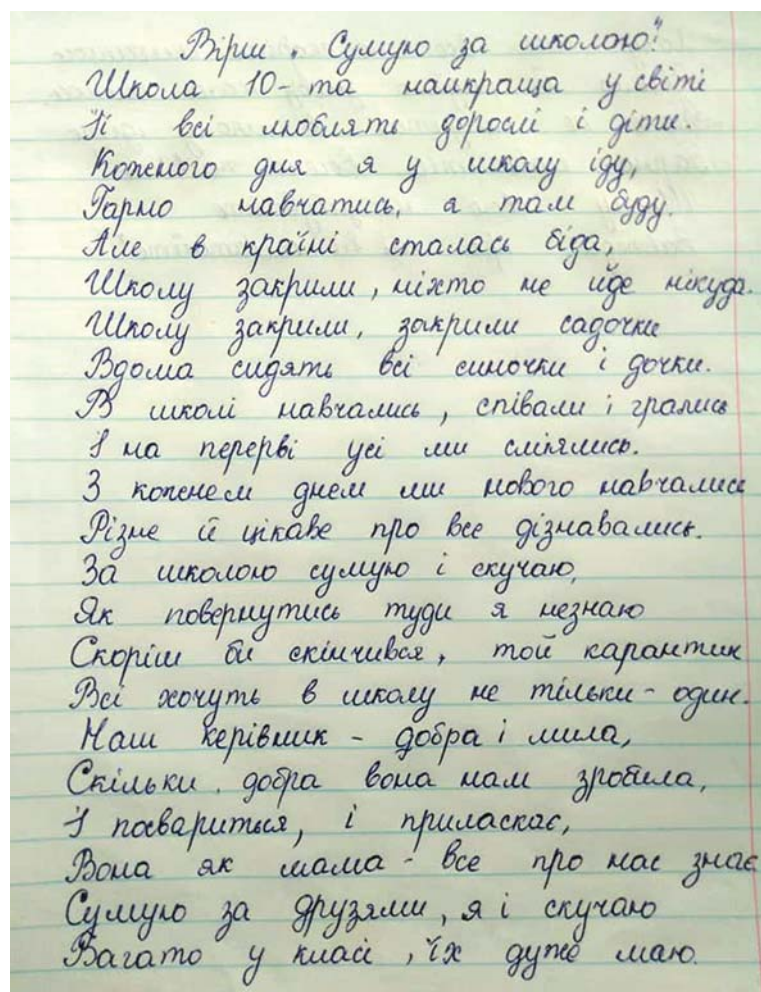 Вірш „Сумую за школою!"
Школа 10-та найкраща у світі
Її всі люблять дорослі і діти.
Кожного дня я у школу іду,
Гарно навчатись, я там буду.
Але в країні сталась біда,
Школу закрили, ніхто не йде нікуда.
Школу закрили, закрили садочки
Вдома сидять всі синочки і дочки.
В школі навчались, співали і грались
І на перерві усі ми сміялись.
З кожнем днем ми нового навчались
Різне й цікаве про все дізнавались.
За школою сумую і скучаю,
Як повернутись туди я незнаю
Скоріш би скінчився, той карантин
Всі хочуть в школу не тільки - один.
Наш керівник - добра і мила,
Скільки добра вона нам зробила,
І посвариться, і приласкає,
Вона як мама - все про нас знає
Сумую за друзями, я і скучаю
Багато у класі, їх дуже маю.